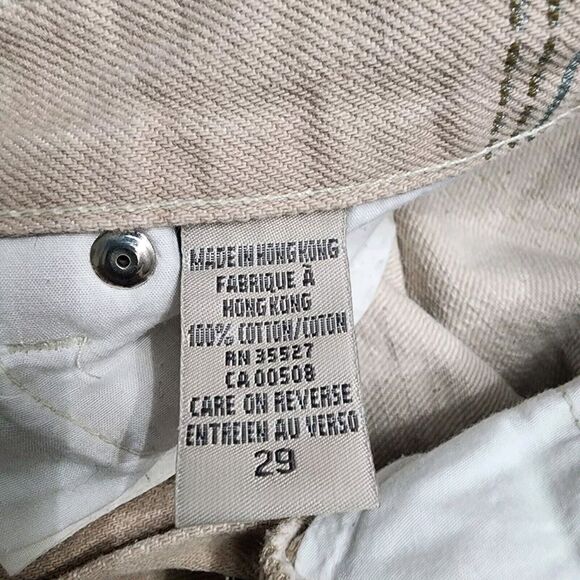 MADE IN HONG KONG
FABRIQUE À
HONG KONG
100% COTTON/COTON
RN 35527
CA 00508
CARE ON REVERSE
ENTREIEN AU VERSO
29